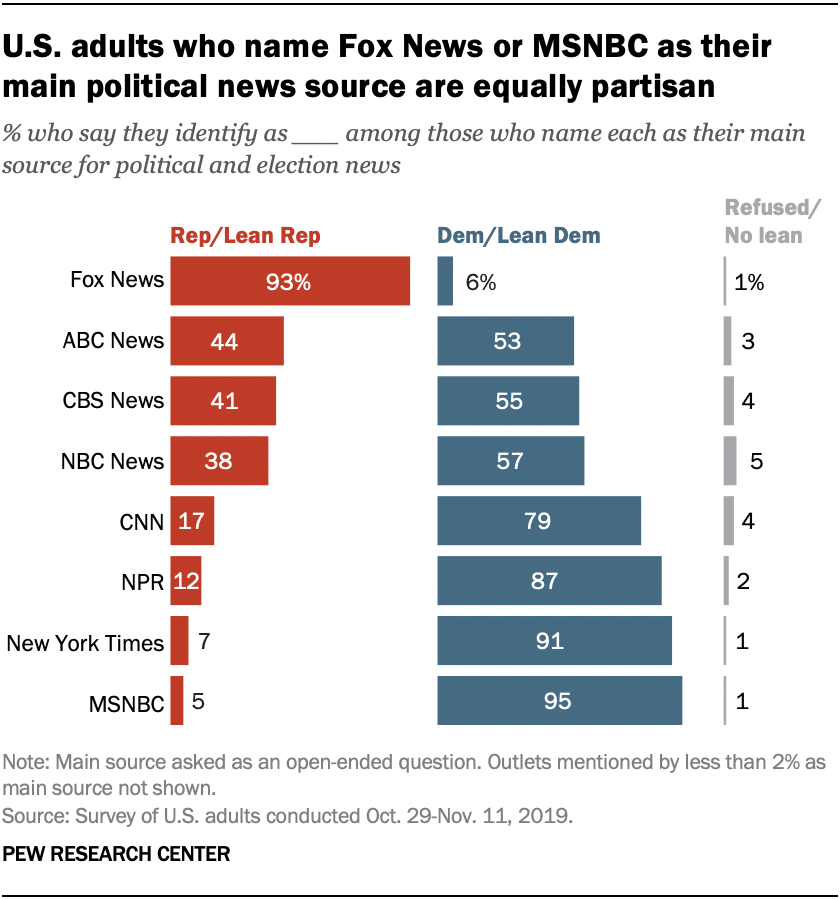 U.S. adults who name Fox News or MSNBC as their
main political news source are equally partisan
% who say they identify as ___ among those who name each as their main
source for political and election news
Rep/Lean Rep Dem/Lean Dem Refused/
No lean
Fox News 93% 6% 1%
ABC News 44 53 3
CBS News 41 55 4
NBC News 38 57 5
CNN 17 79 4
NPR 12 87 2
New York Times 7 91 1
MSNBC 5 95 1
Note: Main source asked as an open-ended question. Outlets mentioned by less than 2% as
main source not shown.
Source: Survey of U.S. adults conducted Oct. 29-Nov. 11, 2019.
PEW RESEARCH CENTER